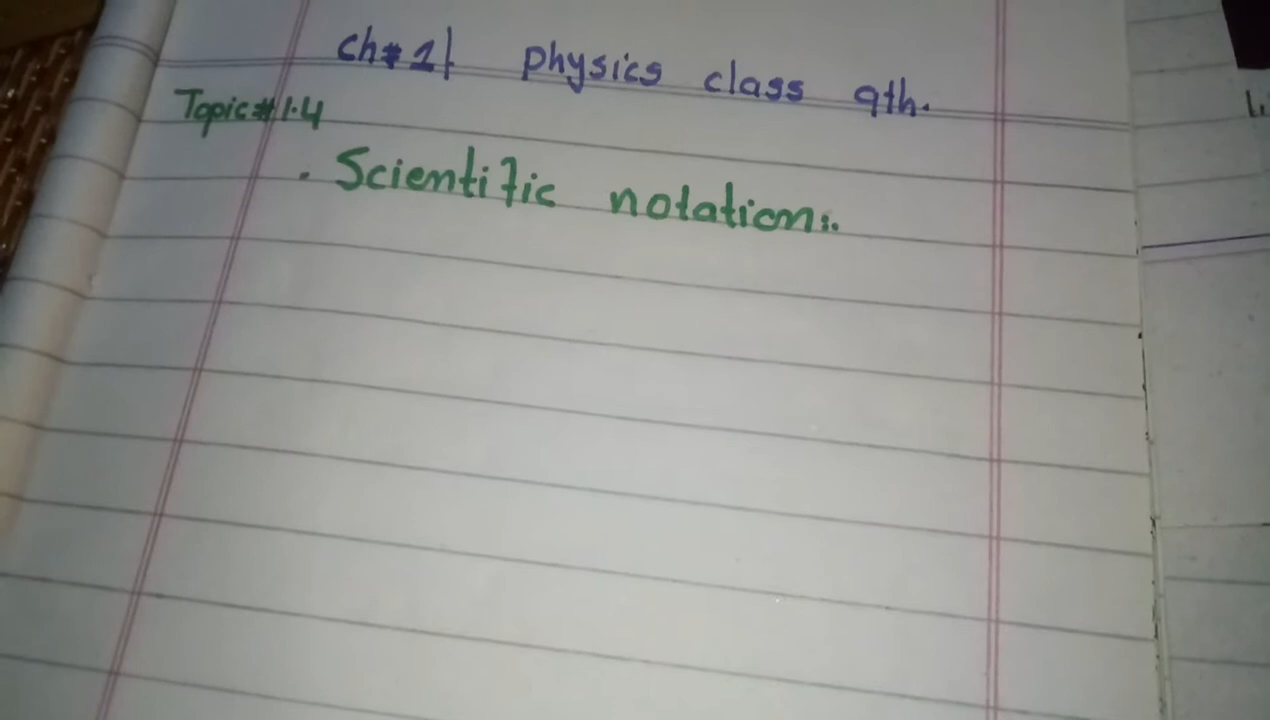 ch#1| physics class 9th.
Topic#1.4
. Scientific notation:.